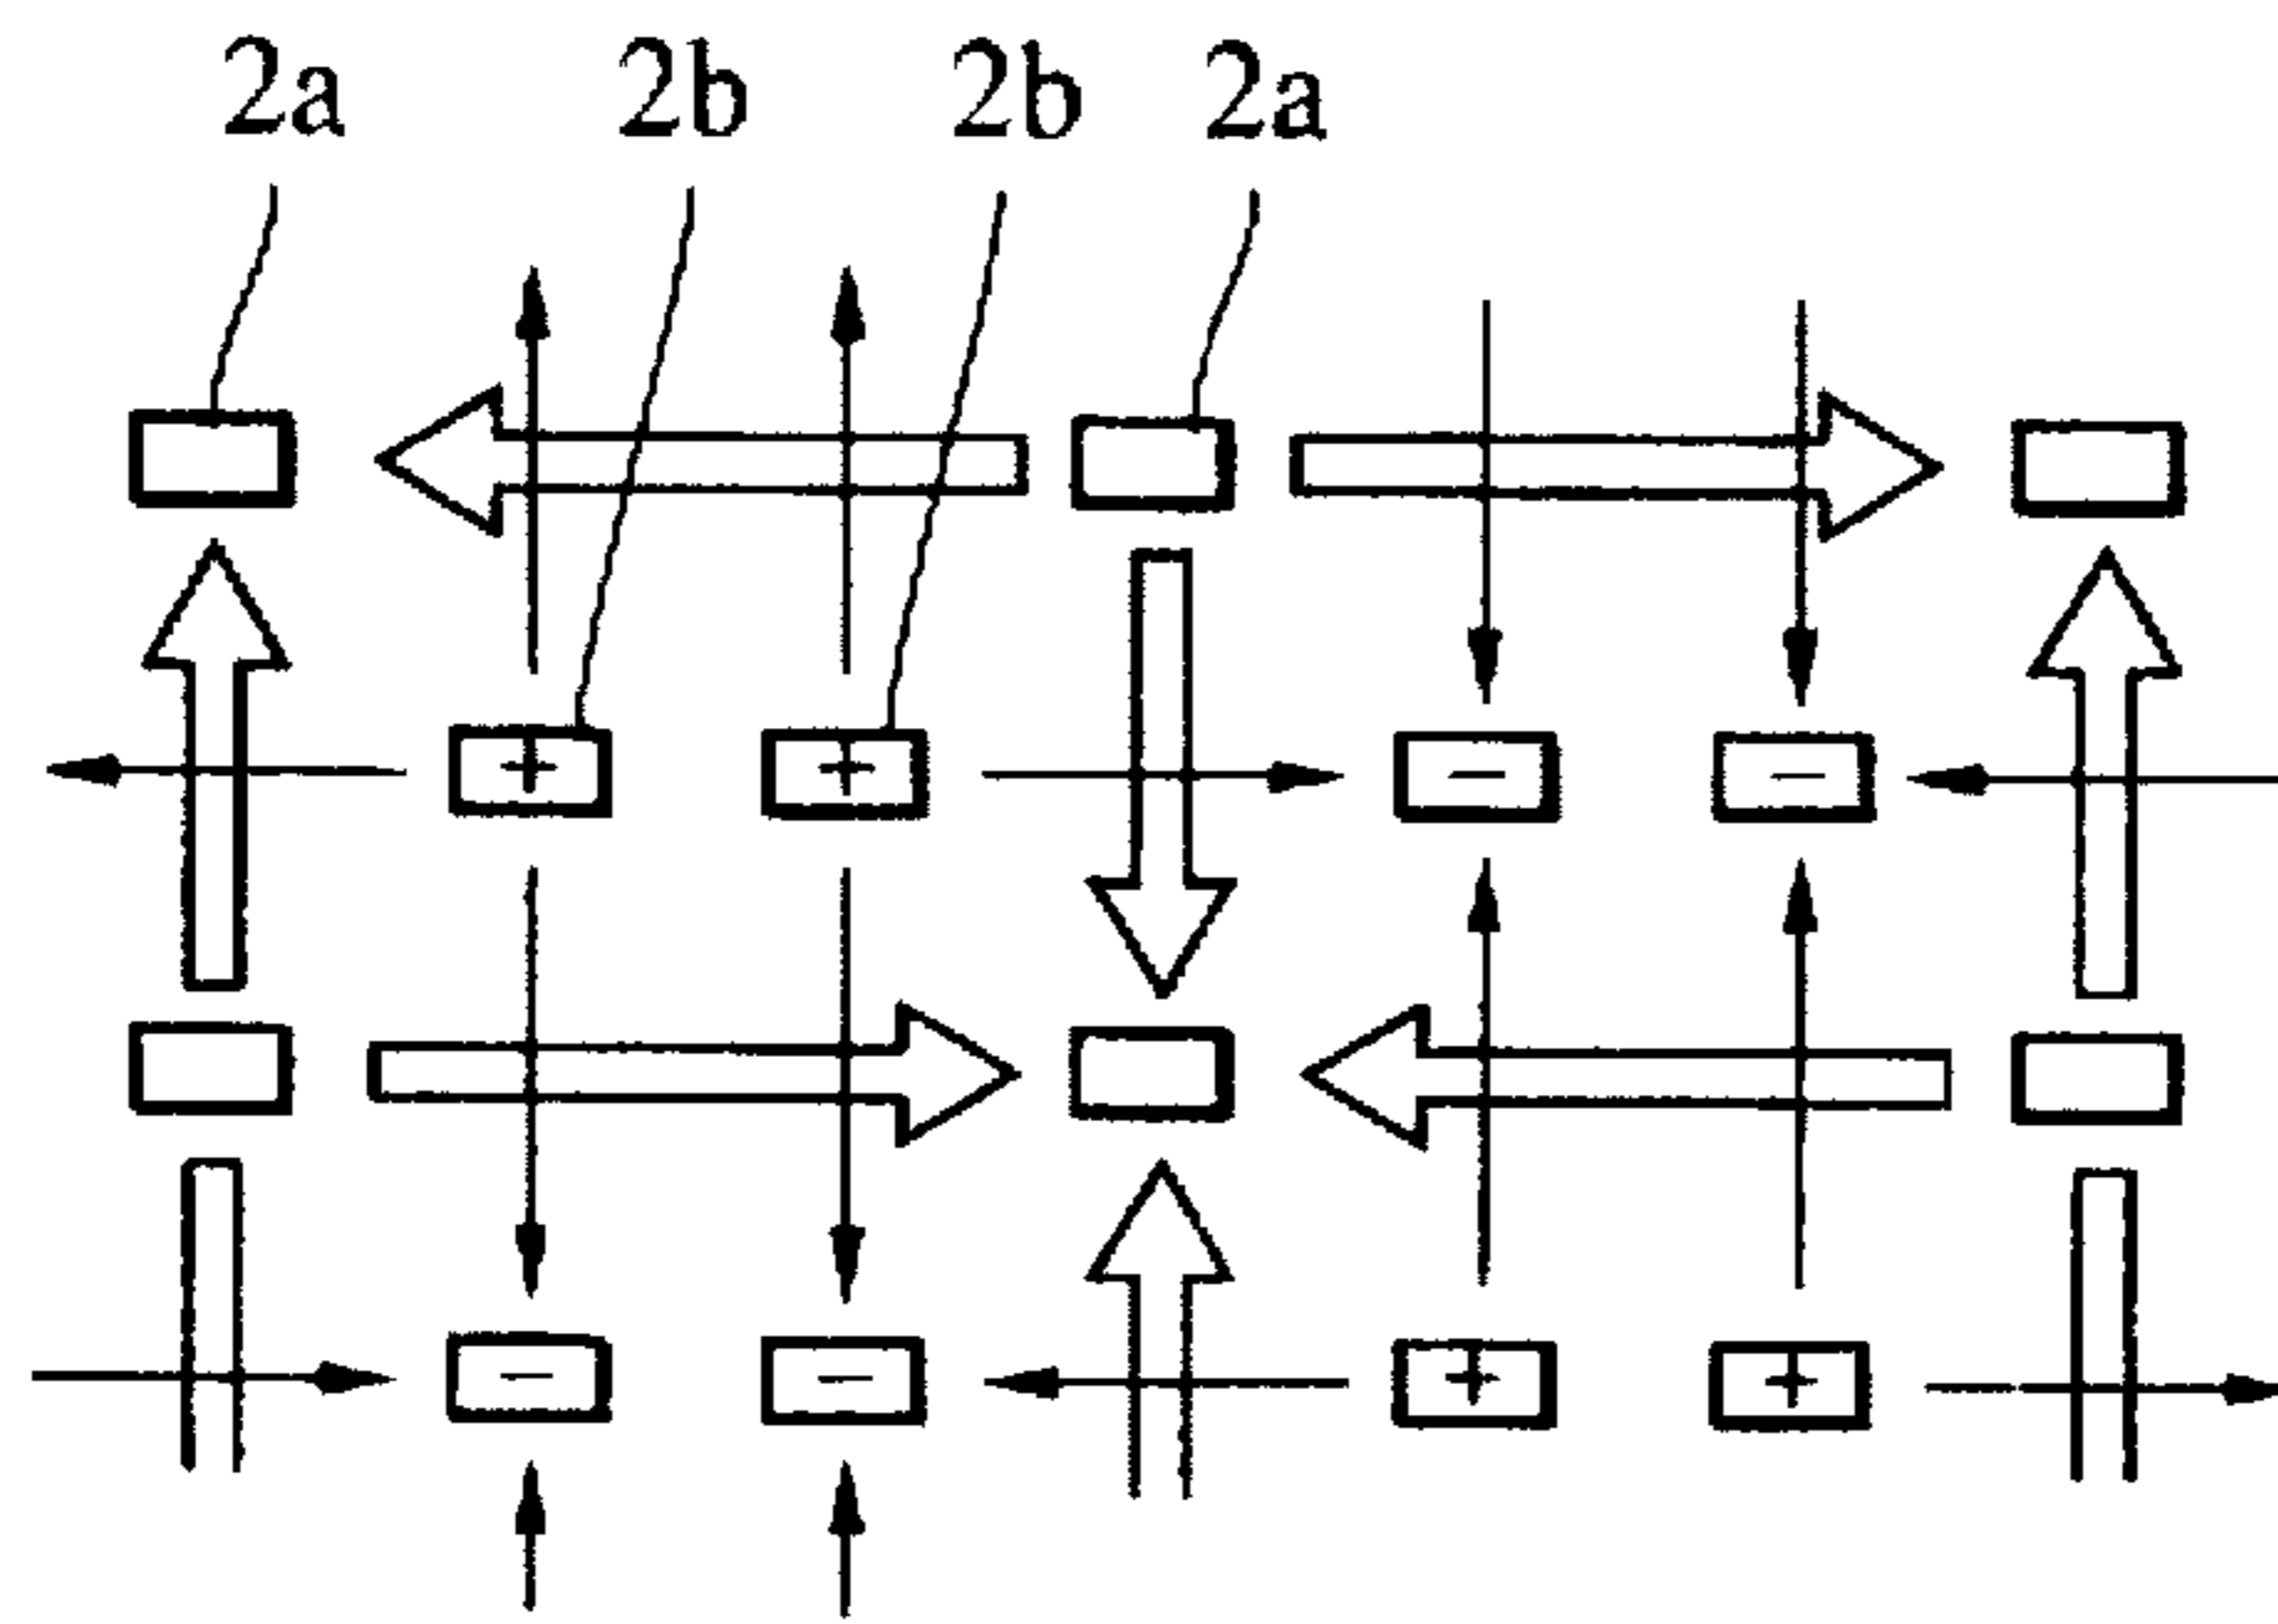 2a 2b 2b 2a
+ + − −
− − + +